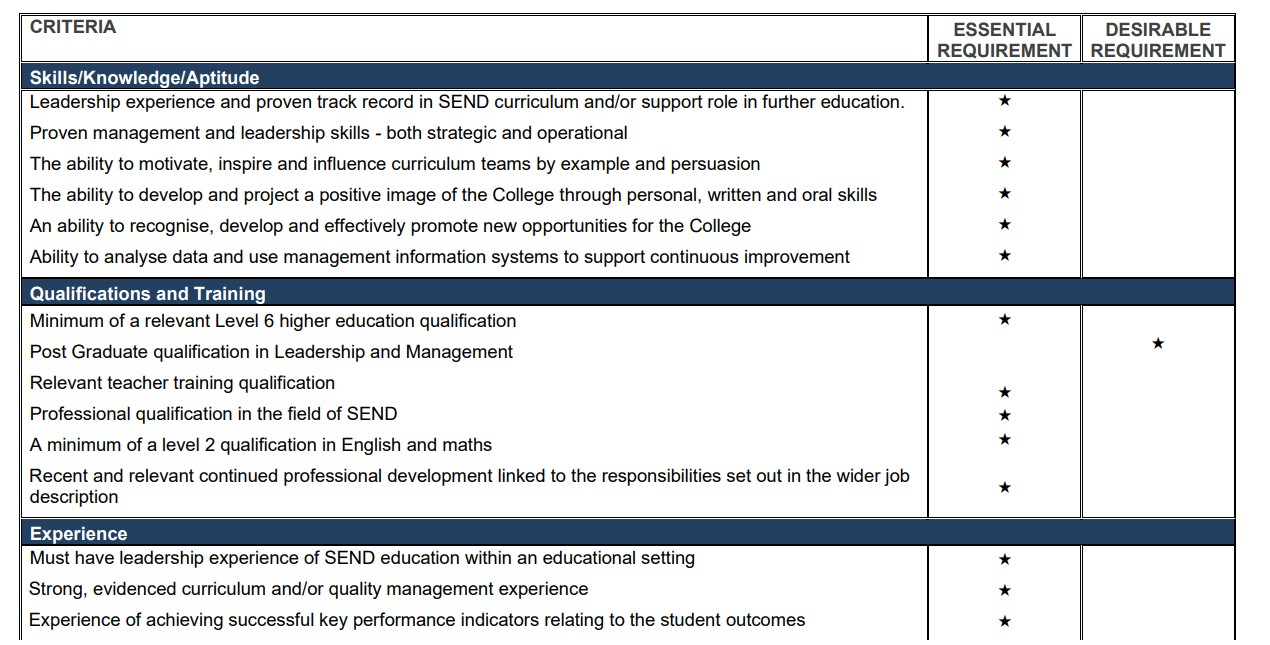 CRITERIA
ESSENTIAL REQUIREMENT
DESIRABLE REQUIREMENT
Skills/Knowledge/Aptitude
Leadership experience and proven track record in SEND curriculum and/or support role in further education. ★
Proven management and leadership skills - both strategic and operational ★
The ability to motivate, inspire and influence curriculum teams by example and persuasion ★
The ability to develop and project a positive image of the College through personal, written and oral skills ★
An ability to recognise, develop and effectively promote new opportunities for the College ★
Ability to analyse data and use management information systems to support continuous improvement ★
Qualifications and Training
Minimum of a relevant Level 6 higher education qualification ★
Post Graduate qualification in Leadership and Management ★
Relevant teacher training qualification ★
Professional qualification in the field of SEND ★
A minimum of a level 2 qualification in English and maths ★
Recent and relevant continued professional development linked to the responsibilities set out in the wider job
description ★
Experience
Must have leadership experience of SEND education within an educational setting ★
Strong, evidenced curriculum and/or quality management experience ★
Experience of achieving successful key performance indicators relating to the student outcomes ★